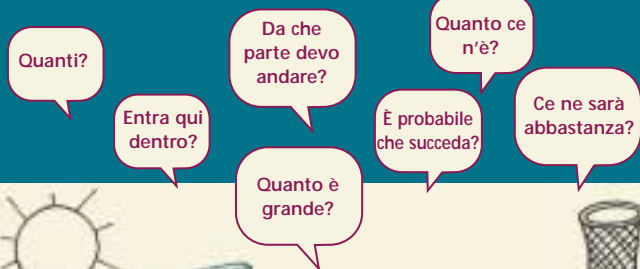 Quanti?
Entra qui
dentro?
Da che
parte devo
andare?
Quanto è
grande?
Quanto ce
n'è?
È probabile
che succeda?
Ce ne sarà
abbastanza?